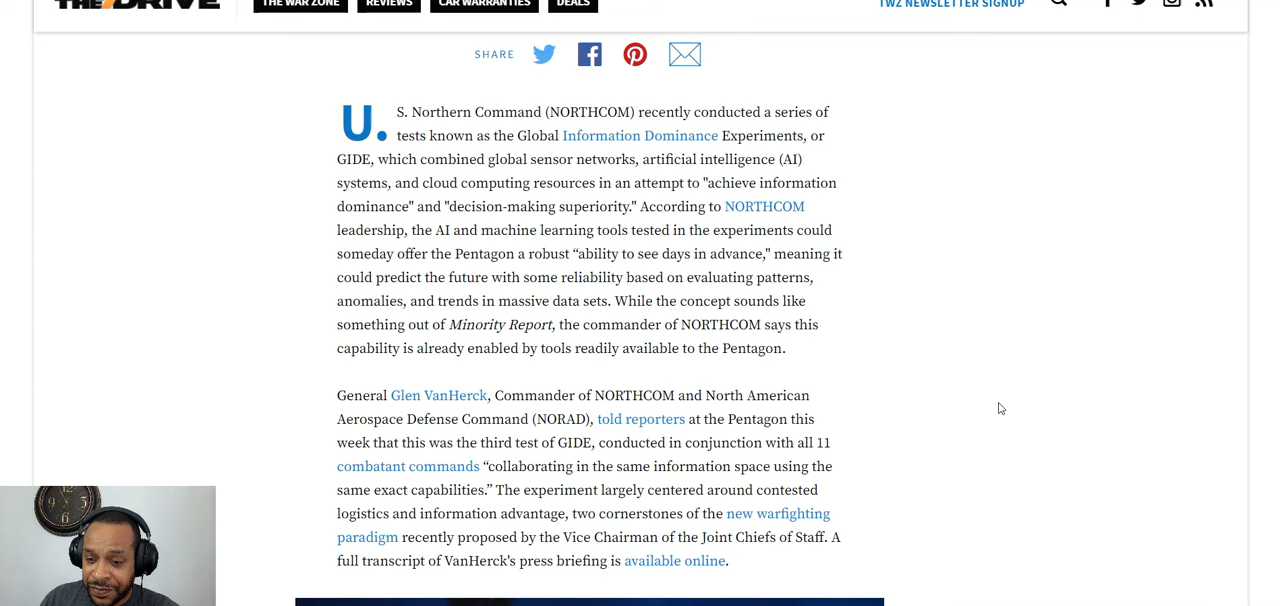 THE DRIVE
THE WAR ZONE REVIEWS CAR WARRANTIES DEALS TWZ NEWSLETTER SIGNUP
SHARE
U.S. Northern Command (NORTHCOM) recently conducted a series of
tests known as the Global Information Dominance Experiments, or
GIDE, which combined global sensor networks, artificial intelligence (AI)
systems, and cloud computing resources in an attempt to "achieve information
dominance" and "decision-making superiority." According to NORTHCOM
leadership, the AI and machine learning tools tested in the experiments could
someday offer the Pentagon a robust “ability to see days in advance," meaning it
could predict the future with some reliability based on evaluating patterns,
anomalies, and trends in massive data sets. While the concept sounds like
something out of Minority Report, the commander of NORTHCOM says this
capability is already enabled by tools readily available to the Pentagon.
General Glen VanHerck, Commander of NORTHCOM and North American
Aerospace Defense Command (NORAD), told reporters at the Pentagon this
week that this was the third test of GIDE, conducted in conjunction with all 11
combatant commands “collaborating in the same information space using the
same exact capabilities.” The experiment largely centered around contested
logistics and information advantage, two cornerstones of the new warfighting
paradigm recently proposed by the Vice Chairman of the Joint Chiefs of Staff. A
full transcript of VanHerck's press briefing is available online.